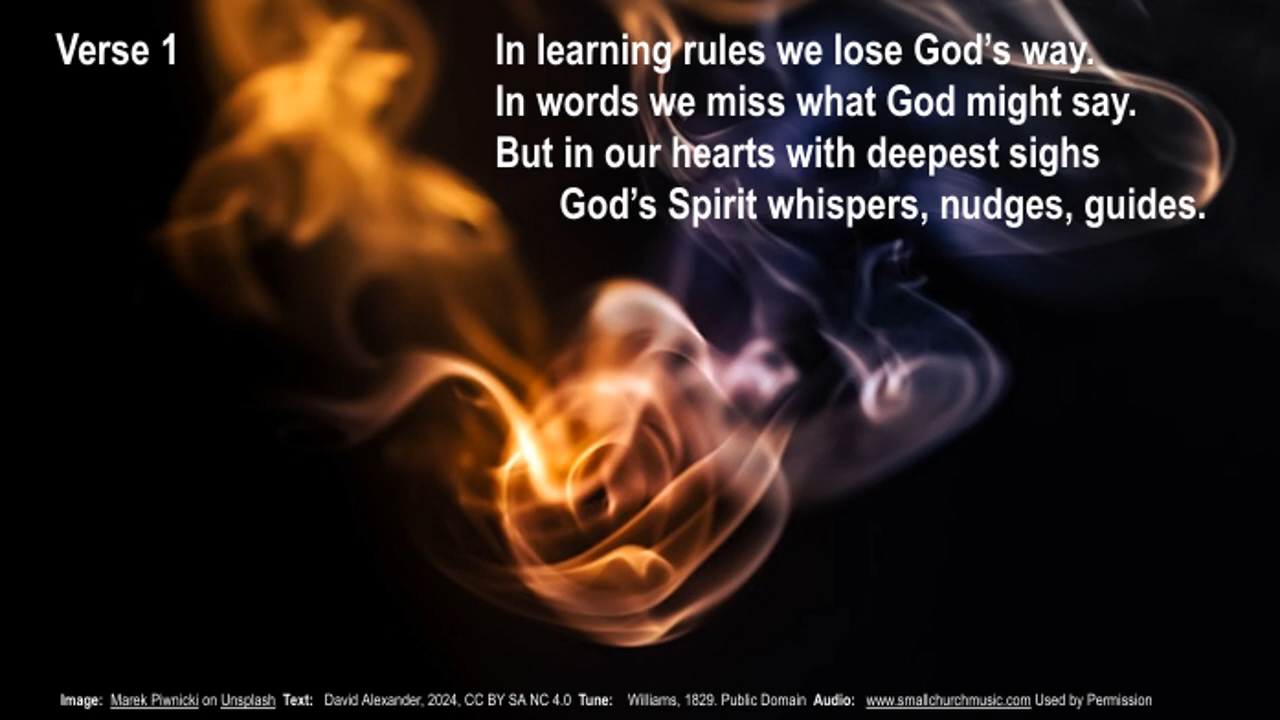 Verse 1
In learning rules we lose God’s way.
In words we miss what God might say.
But in our hearts with deepest sighs
God’s Spirit whispers, nudges, guides.
Image: Marek Piwnicki on Unsplash Text: David Alexander, 2024, CC BY SA NC 4.0 Tune: Williams, 1829. Public Domain Audio: www.smallchurchmusic.com Used by Permission